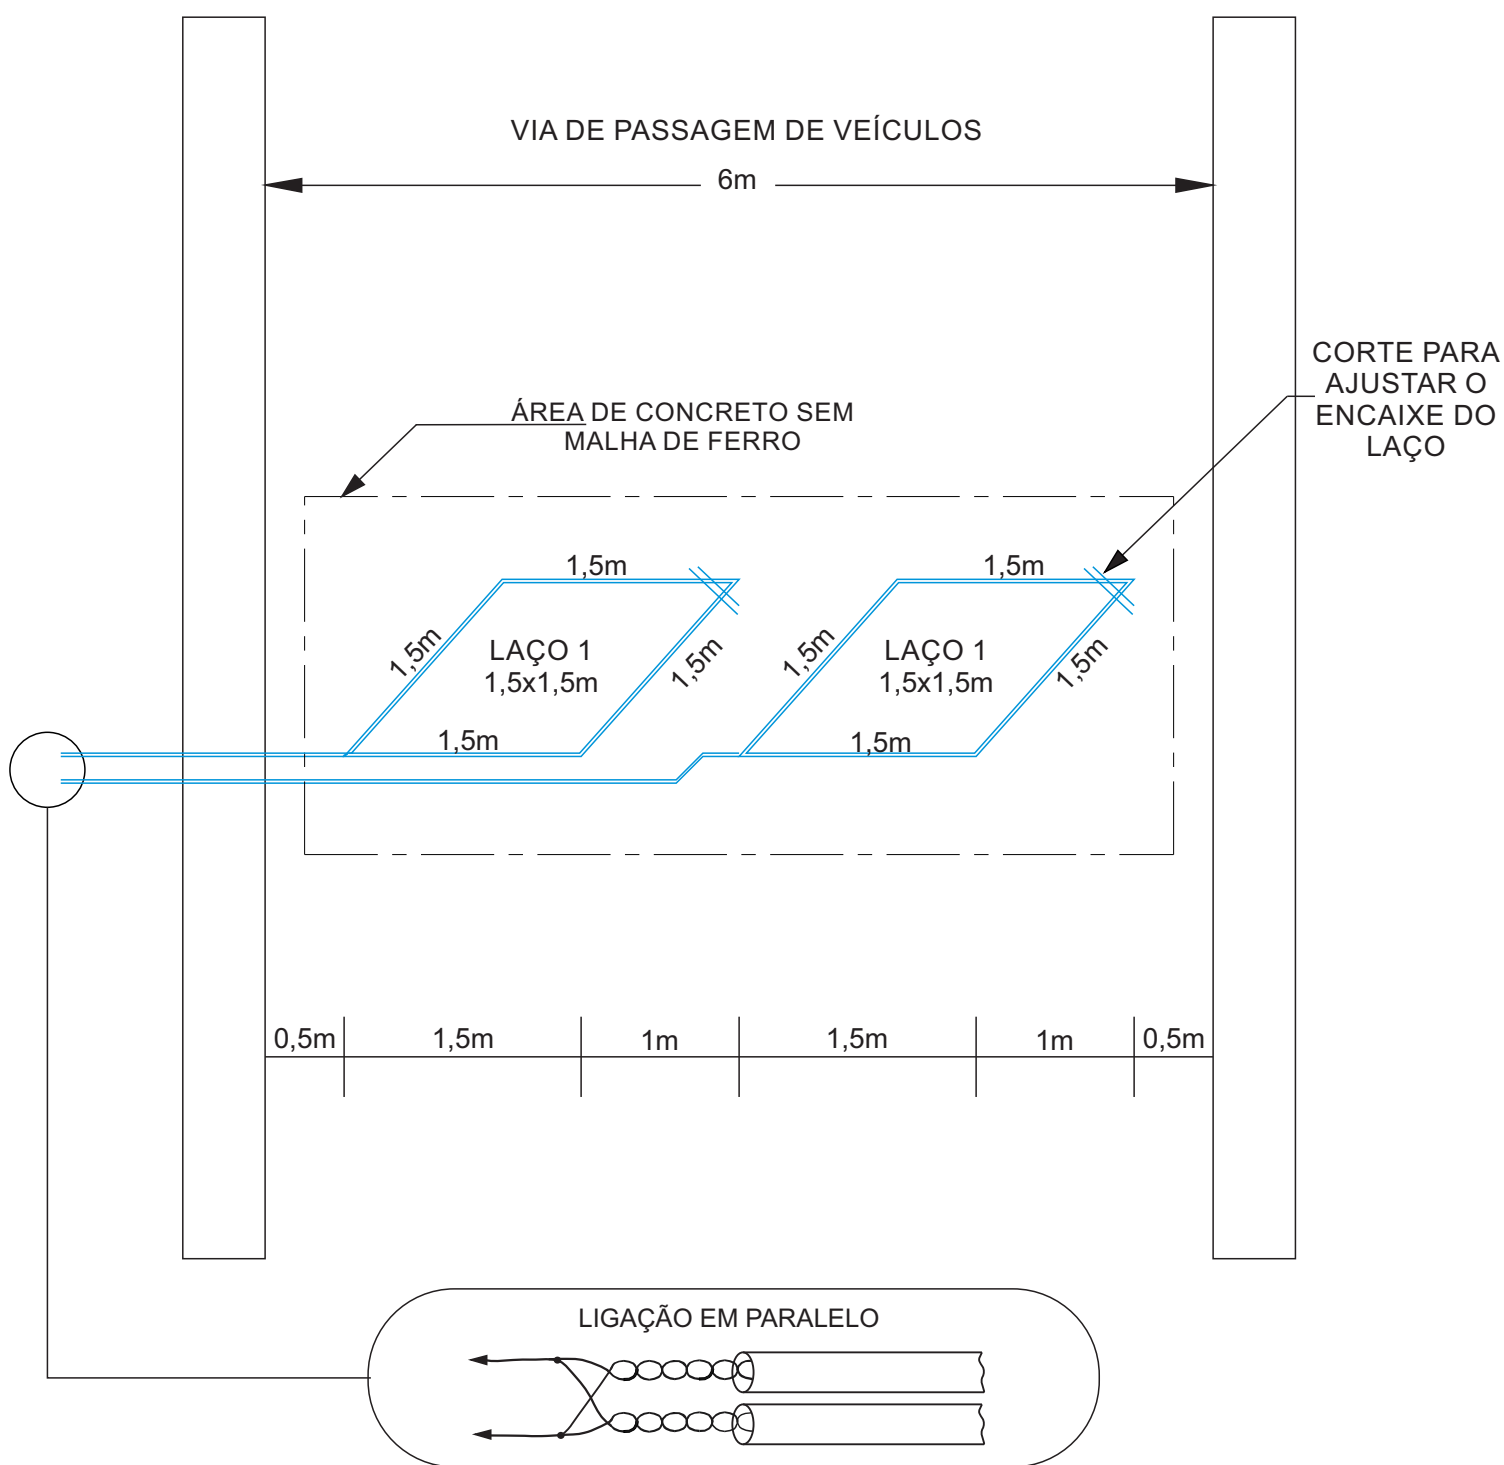 VIA DE PASSAGEM DE VEÍCULOS
6m
CORTE PARA
AJUSTAR O
ENCAIXE DO
LAÇO
ÁREA DE CONCRETO SEM
MALHA DE FERRO
1,5m
1,5m
1,5m
LAÇO 1
1,5x1,5m
1,5m
1,5m
LAÇO 1
1,5x1,5m
1,5m
1,5m
1,5m
0,5m
1,5m
1m
1,5m
1m
0,5m
LIGAÇÃO EM PARALELO